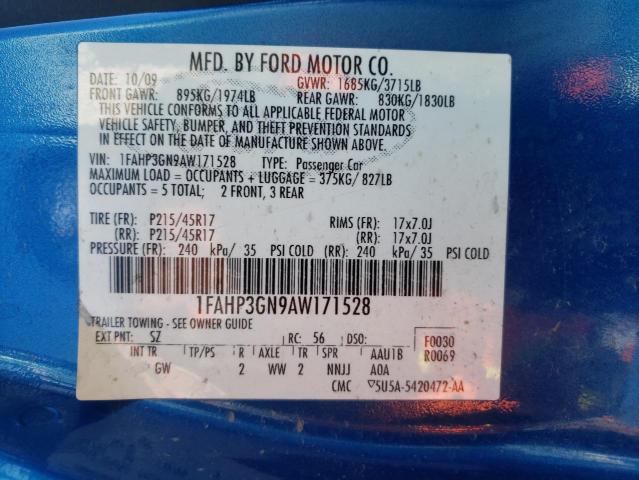 MFD. BY FORD MOTOR CO.
DATE: 10/09 GVWR: 1685KG/3715LB
FRONT GAWR: 895KG/1974LB REAR GAWR: 830KG/1830LB
THIS VEHICLE CONFORMS TO ALL APPLICABLE FEDERAL MOTOR
VEHICLE SAFETY, BUMPER, AND THEFT PREVENTION STANDARDS
IN EFFECT ON THE DATE OF MANUFACTURE SHOWN ABOVE.
VIN: 1FAHP3GN9AW171528 TYPE: Passenger Car
MAXIMUM LOAD = OCCUPANTS + LUGGAGE = 375KG/ 827LB
OCCUPANTS = 5 TOTAL; 2 FRONT, 3 REAR
TIRE (FR): P215/45R17 RIMS (FR): 17x7.0J
(RR): P215/45R17 (RR): 17x7.0J
PRESSURE (FR): 240 kPa/ 35 PSI COLD (RR): 240 kPa/ 35 PSI COLD
1FAHP3GN9AW171528
TRAILER TOWING - SEE OWNER GUIDE
EXT PNT: SZ RC: 56 DSO: F0030
INT TR TP/PS R AXLE TR SPR AAU1B R0069
GW 2 WW 2 NNJJ A0A
CMC 5U5A-5420472-AA